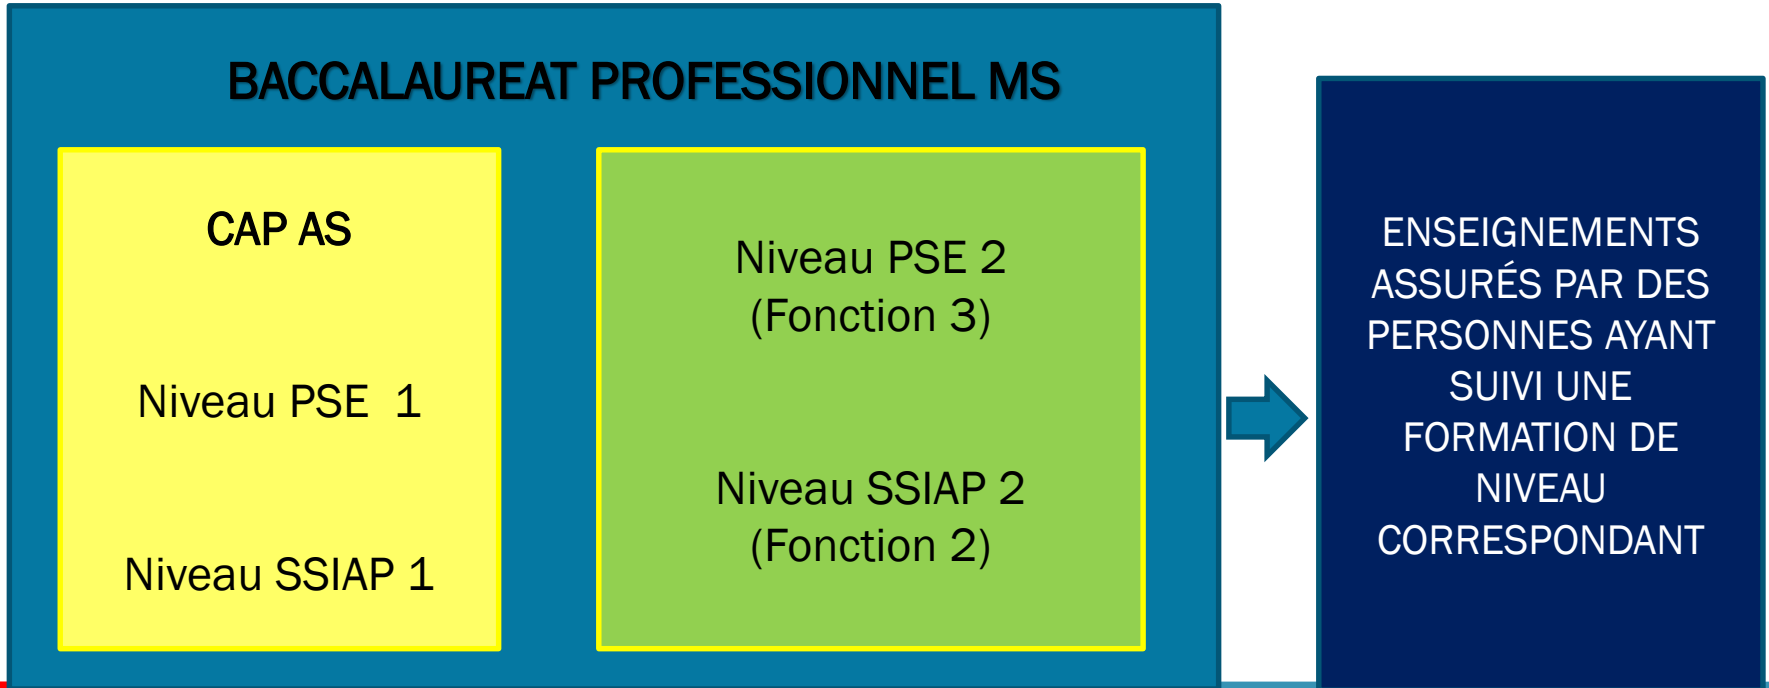 BACCALAUREAT PROFESSIONNEL MS
CAP AS
Niveau PSE 1
Niveau SSIAP 1
Niveau PSE 2
(Fonction 3)
Niveau SSIAP 2
(Fonction 2)
ENSEIGNEMENTS
ASSURÉS PAR DES
PERSONNES AYANT
SUIVI UNE
FORMATION DE
NIVEAU
CORRESPONDANT